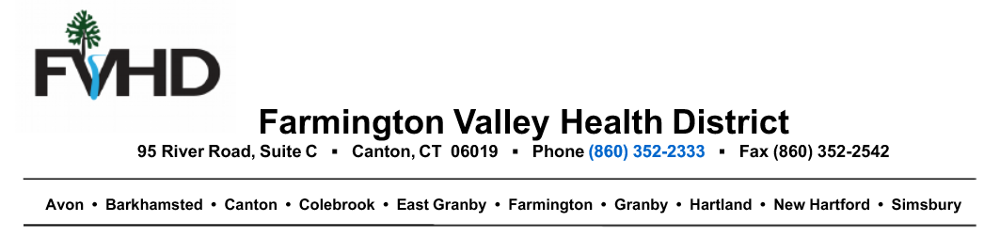 FVHD
Farmington Valley Health District
95 River Road, Suite C ▪ Canton, CT 06019 ▪ Phone (860) 352-2333 ▪ Fax (860) 352-2542
Avon • Barkhamsted • Canton • Colebrook • East Granby • Farmington • Granby • Hartland • New Hartford • Simsbury